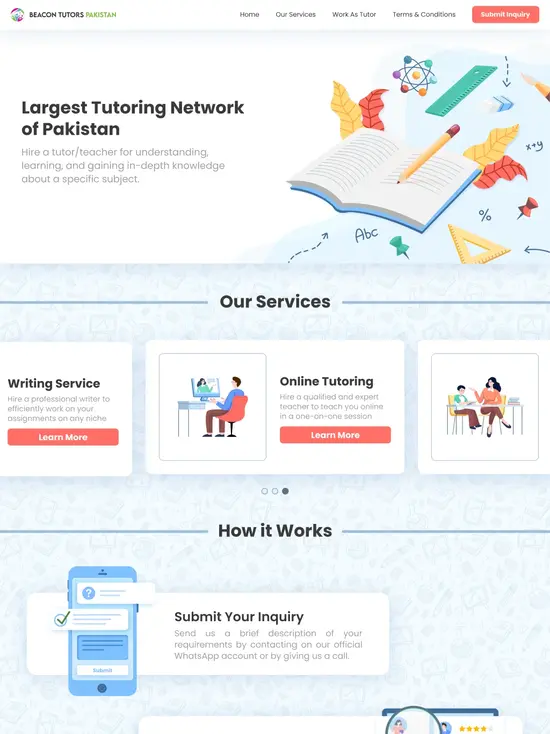 BEACON TUTORS PAKISTAN
Home
Our Services
Work As Tutor
Terms & Conditions
Submit Inquiry
Largest Tutoring Network
of Pakistan
Hire a tutor/teacher for understanding,
learning, and gaining in-depth knowledge
about a specific subject.
x+y
%
Abc
Our Services
Writing Service
Hire a professional writer to
efficiently work on your
assignments on any niche
Learn More
Online Tutoring
Hire a qualified and expert
teacher to teach you online
in a one-on-one session
Learn More
How it Works
?
Submit
Submit Your Inquiry
Send us a brief description of your
requirements by contacting on our official
WhatsApp account or by giving us a call.